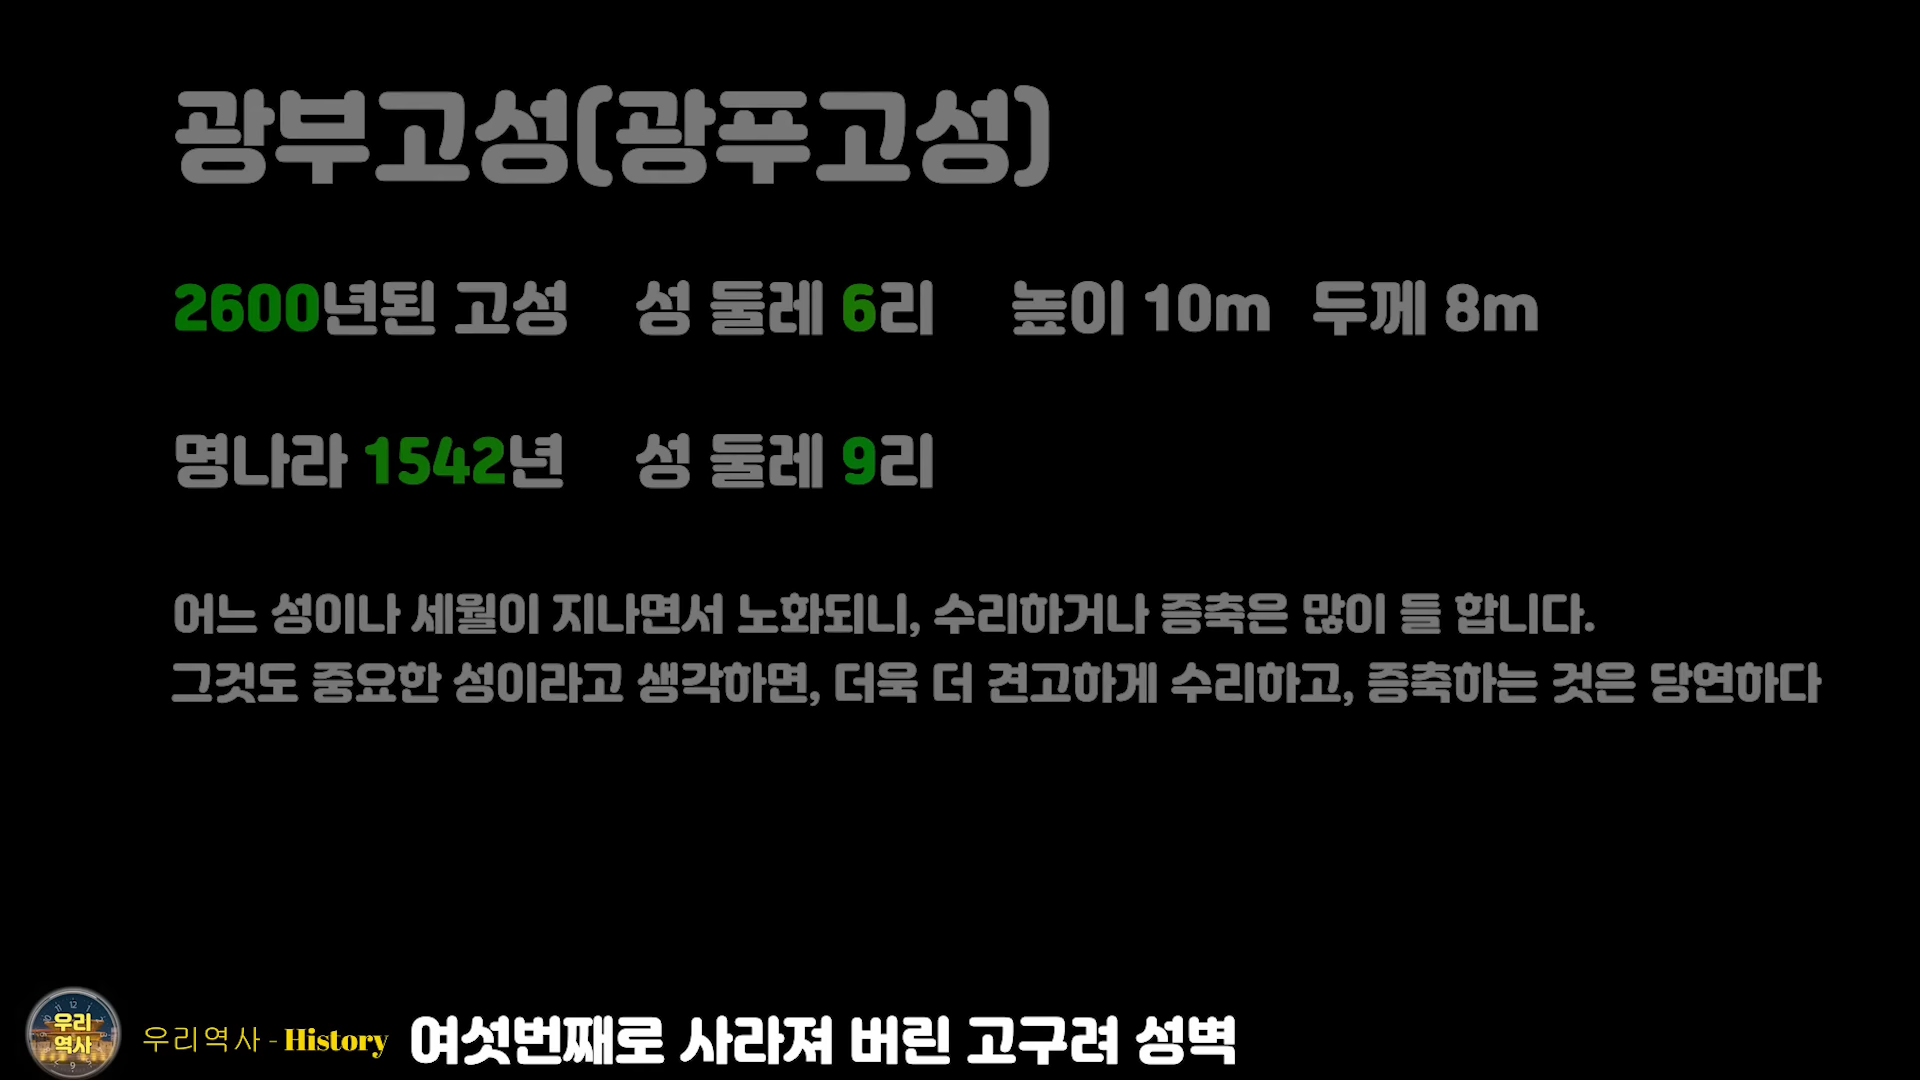 광부고성(광푸고성)
2600년된 고성 성 둘레 6리 높이 10m 두께 8m
명나라 1542년 성 둘레 9리
어느 성이나 세월이 지나면서 노화되니, 수리하거나 증축은 많이 들 합니다.
그것도 중요한 성이라고 생각하면, 더욱 더 견고하게 수리하고, 증축하는 것은 당연하다
우리역사
우리역사 - History 여섯번째로 사라져 버린 고구려 성벽